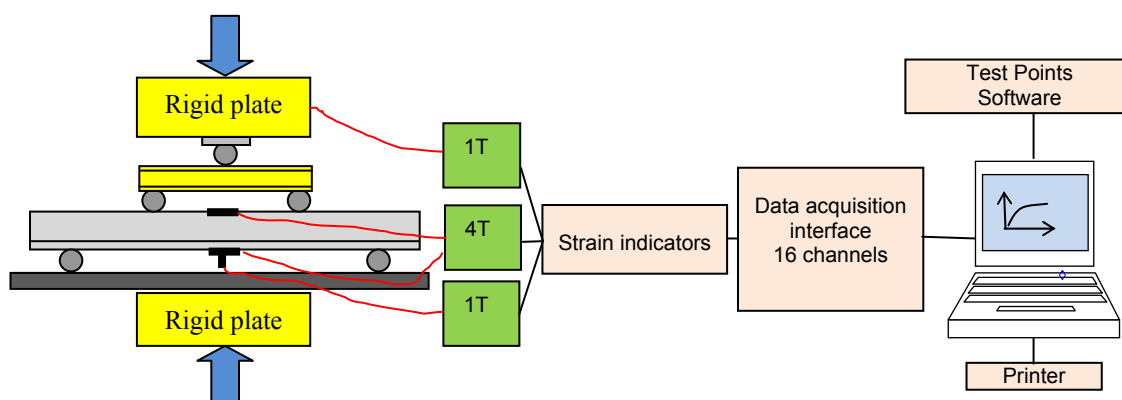 Rigid plate
1T
4T
1T
Rigid plate
Strain indicators
Data acquisition
interface
16 channels
Test Points
Software
Printer